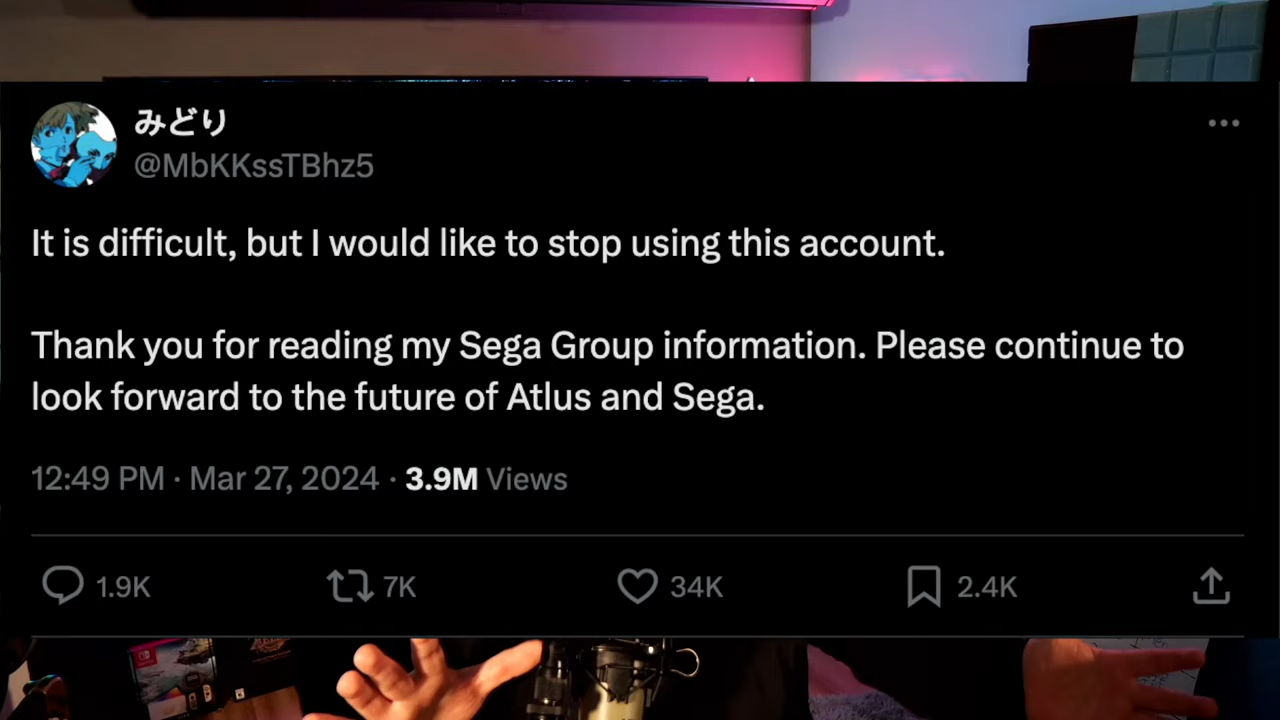 みどり
@MbKKssTBhz5
It is difficult, but I would like to stop using this account.
Thank you for reading my Sega Group information. Please continue to
look forward to the future of Atlus and Sega.
12:49 PM · Mar 27, 2024 · 3.9M Views
1.9K 7K 34K 2.4K